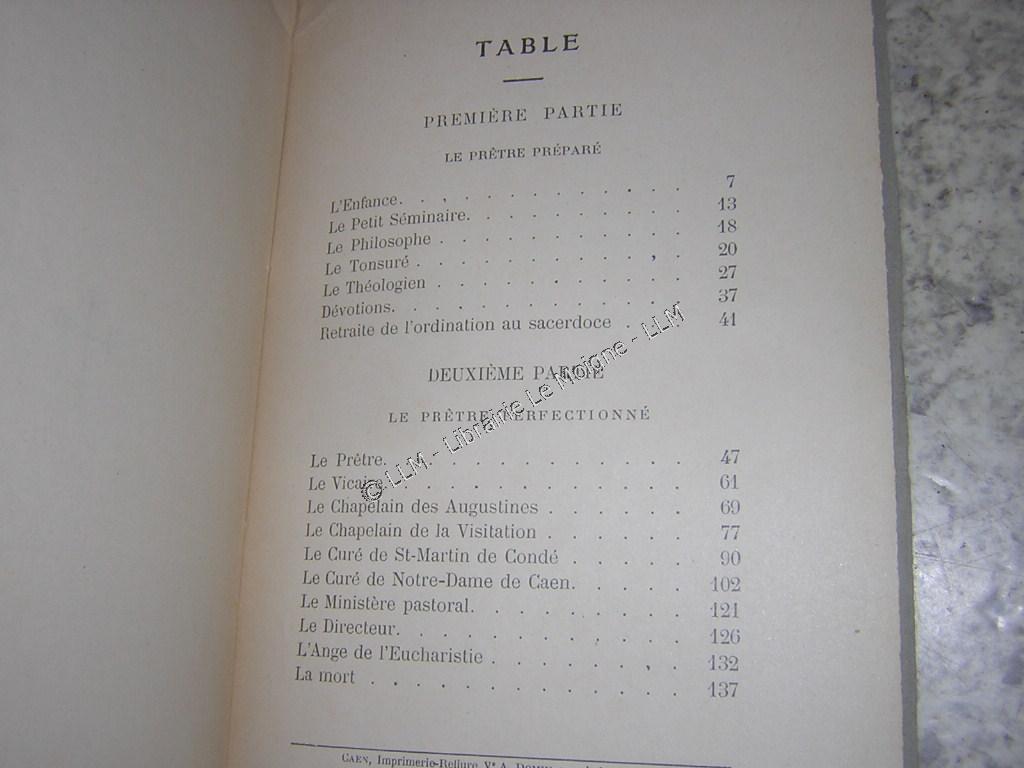 TABLE
PREMIÈRE PARTIE
LE PRÊTRE PRÉPARÉ
L'Enfance. . . . . . . . . . . . 7
Le Petit Séminaire. . . . . . . . . . 13
Le Philosophe . . . . . . . . . . . 18
Le Tonsuré . . . . . . . . . . . . 20
Le Théologien . . . . . . . . . . . 27
Dévotions. . . . . . . . . . . . . 37
Retraite de l'ordination au sacerdoce . . . 41
DEUXIÈME PARTIE
LE PRÊTRE PERFECTIONNÉ
Le Prêtre. . . . . . . . . . . . . 47
Le Vicaire. . . . . . . . . . . . . 61
Le Chapelain des Augustines . . . . . . 69
Le Chapelain de la Visitation . . . . . . 77
Le Curé de St-Martin de Condé . . . . . 90
Le Curé de Notre-Dame de Caen. . . . . 102
Le Ministère pastoral. . . . . . . . . 121
Le Directeur. . . . . . . . . . . . 126
L'Ange de l'Eucharistie . . . . . . . . 132
La mort . . . . . . . . . . . . . 137
CAEN, Imprimerie-Reliure Vᵉ A.
© LLM. - Librairie Le Moigne - LLM